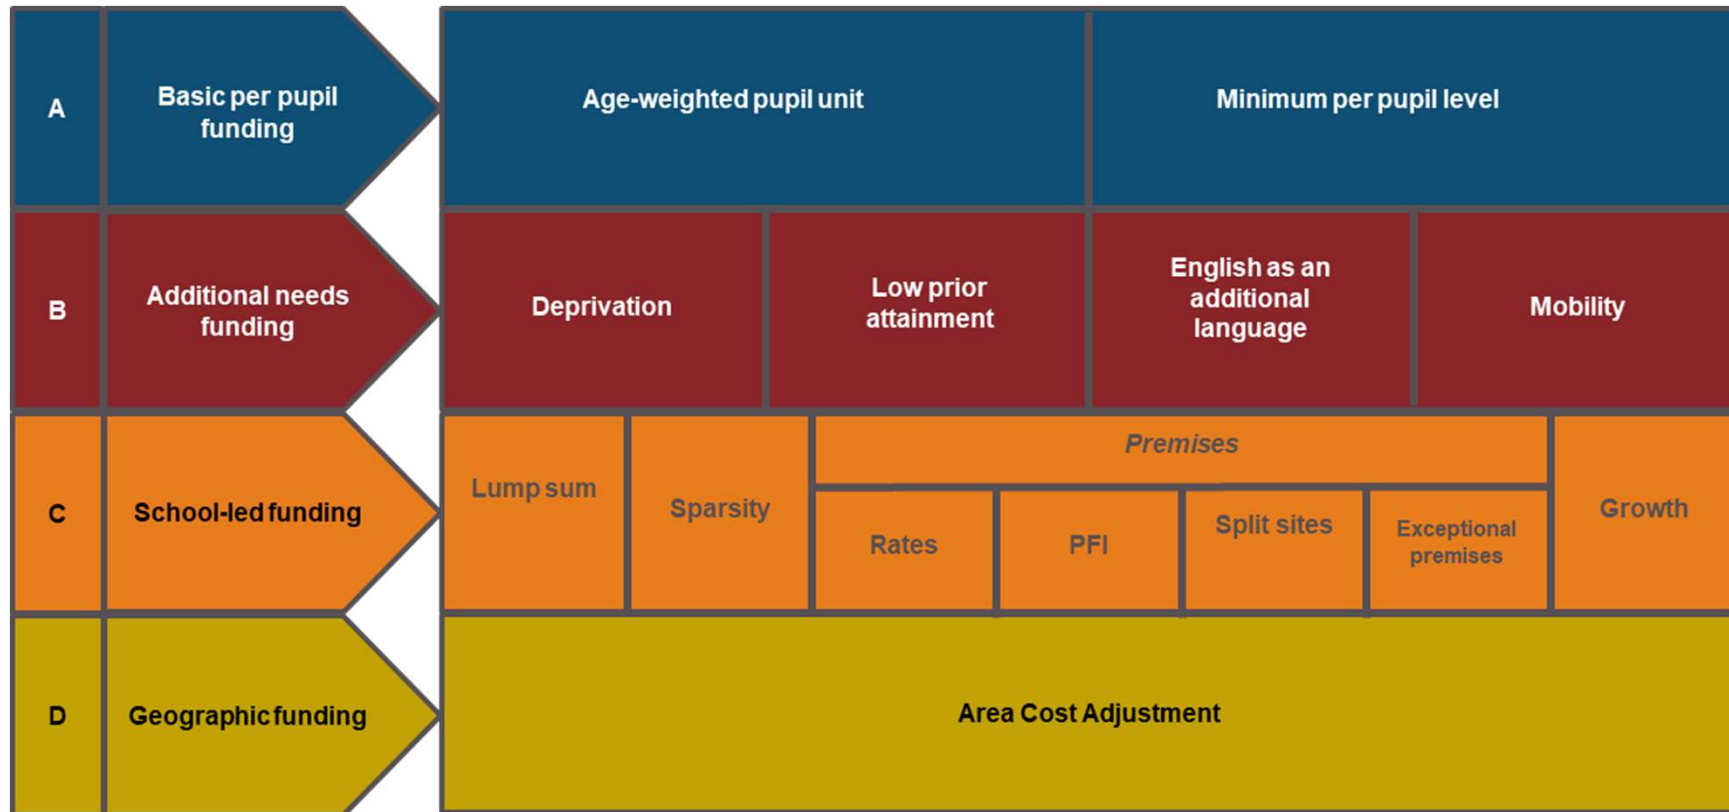 A
Basic per pupil
funding
Age-weighted pupil unit
Minimum per pupil level
B
Additional needs
funding
Deprivation
Low prior
attainment
English as an
additional
language
Mobility
C
School-led funding
Lump sum
Sparsity
Premises
Rates
PFI
Split sites
Exceptional
premises
Growth
D
Geographic funding
Area Cost Adjustment